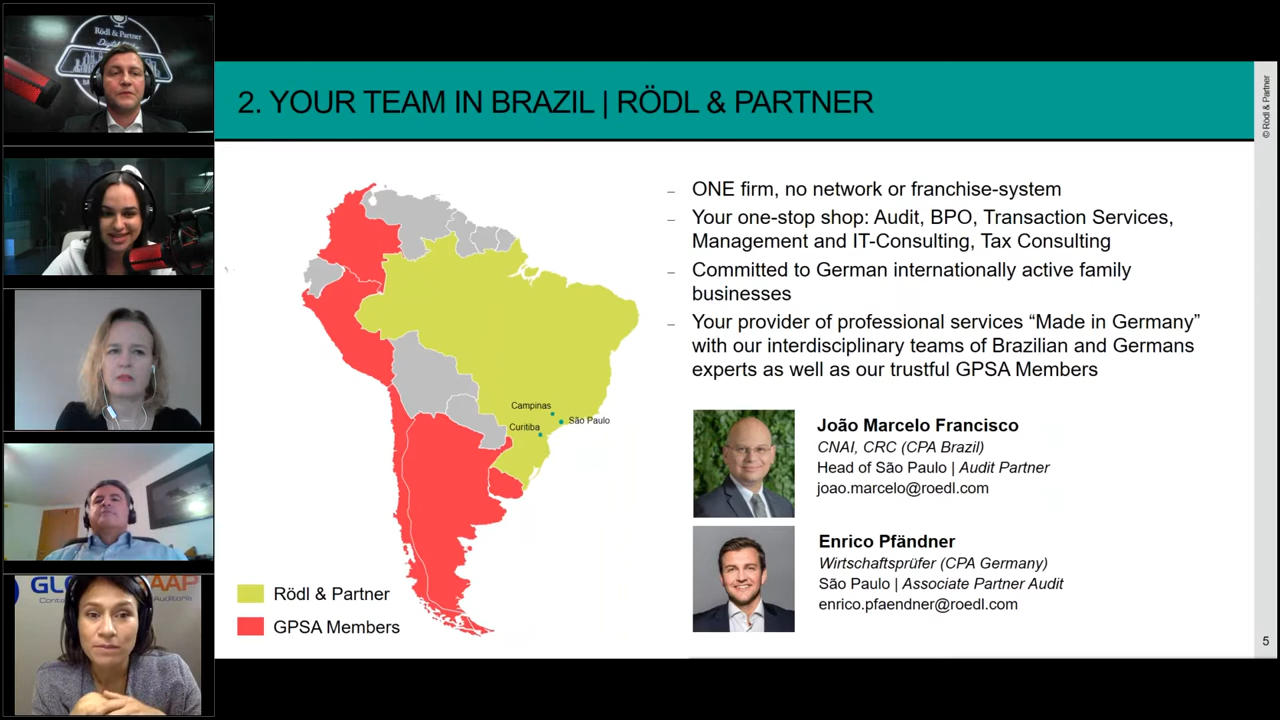 Rödl & Partner
2. YOUR TEAM IN BRAZIL | RÖDL & PARTNER
© Rödl & Partner
– ONE firm, no network or franchise-system
– Your one-stop shop: Audit, BPO, Transaction Services,
Management and IT-Consulting, Tax Consulting
– Committed to German internationally active family
businesses
– Your provider of professional services “Made in Germany”
with our interdisciplinary teams of Brazilian and Germans
experts as well as our trustful GPSA Members
Campinas
São Paulo
Curitiba
João Marcelo Francisco
CNAI, CRC (CPA Brazil)
Head of São Paulo | Audit Partner
joao.marcelo@roedl.com
Enrico Pfändner
Wirtschaftsprüfer (CPA Germany)
São Paulo | Associate Partner Audit
enrico.pfaendner@roedl.com
Rödl & Partner
GPSA Members
5